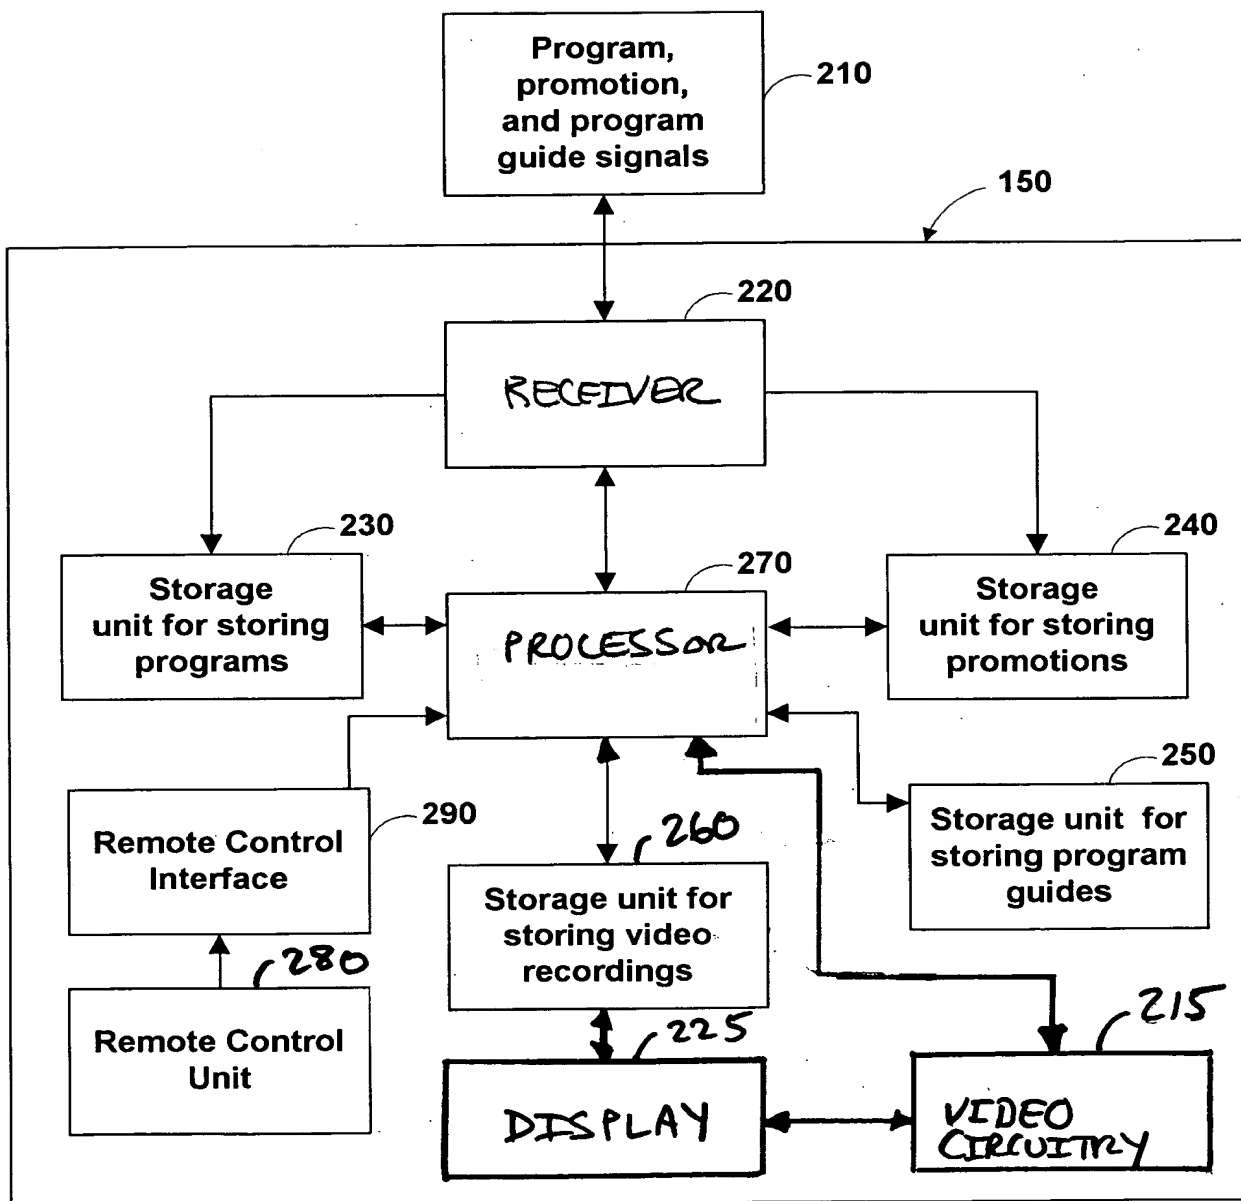 Program,
promotion,
and program
guide signals
210
150
220
RECEIVER
230
Storage
unit for storing
programs
270
PROCESSOR
240
Storage
unit for storing
promotions
290
Remote Control
Interface
260
Storage unit for
storing video
recordings
250
Storage unit for
storing program
guides
280
Remote Control
Unit
225
DISPLAY
215
VIDEO
CIRCUITRY